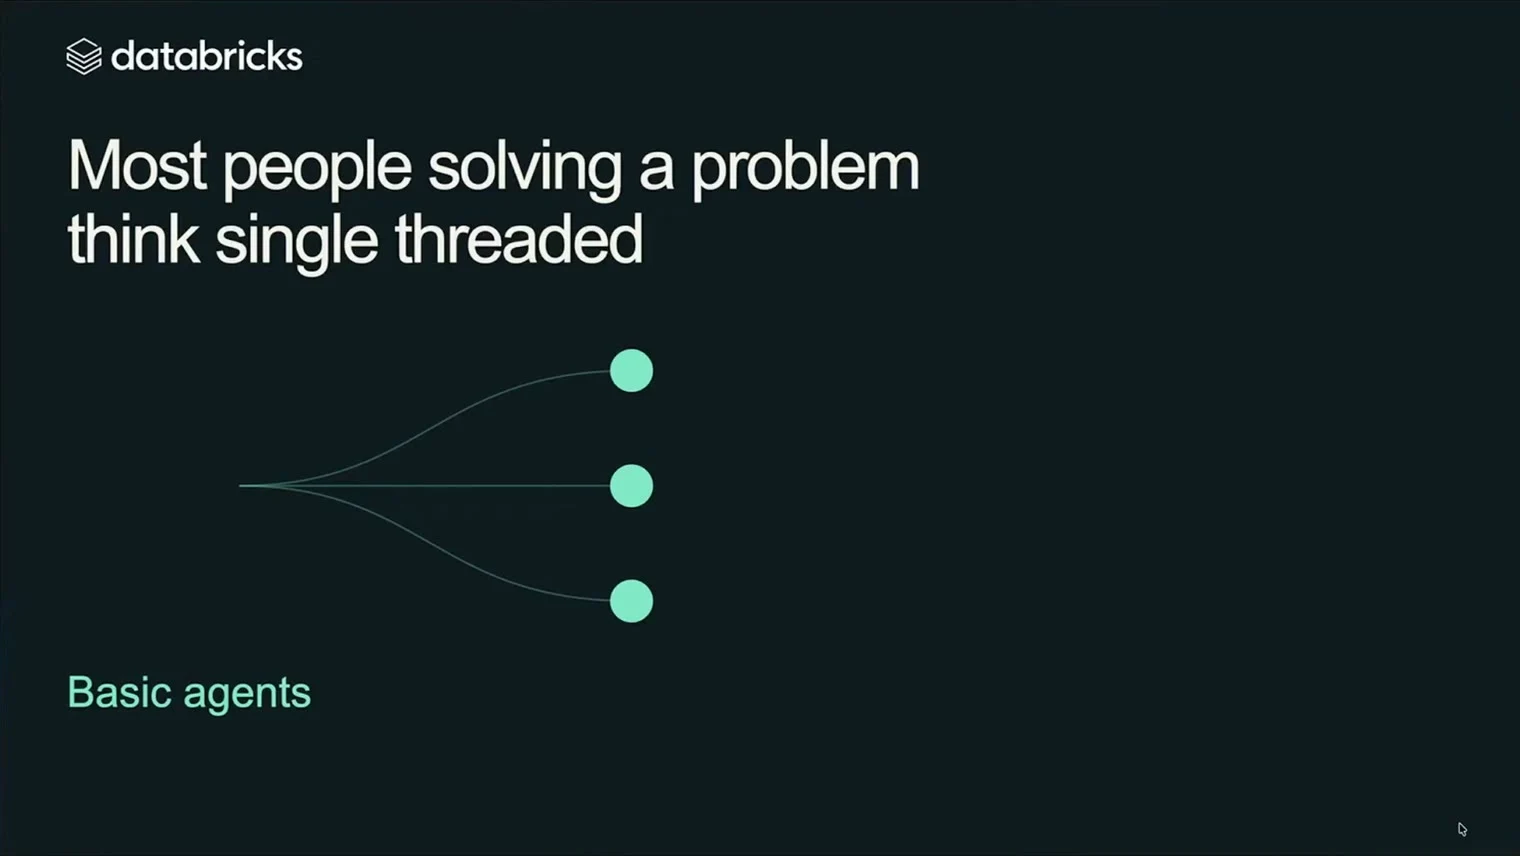 databricks
Most people solving a problem
think single threaded
Basic agents